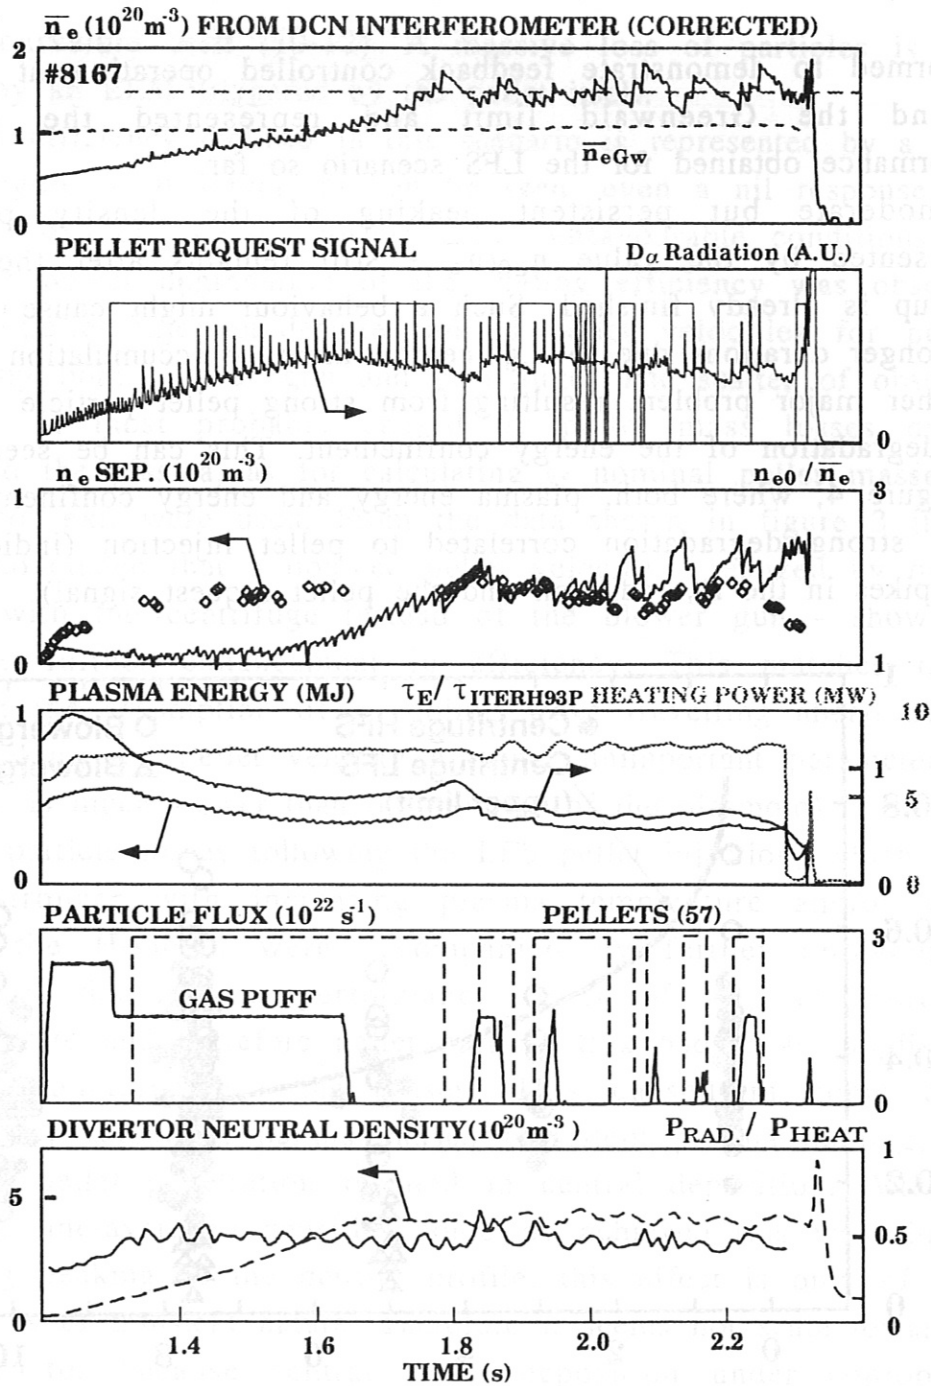 n̅e (10²⁰m⁻³) FROM DCN INTERFEROMETER (CORRECTED)
2
#8167
1
n̅eGw
0
PELLET REQUEST SIGNAL Dα Radiation (A.U.)
0
ne SEP. (10²⁰m⁻³) ne0 / n̅e
1 3
0 1
PLASMA ENERGY (MJ) τE/ τITERH93P HEATING POWER (MW)
1 10
1 5
0 0 0
PARTICLE FLUX (10²² s⁻¹) PELLETS (57)
3
GAS PUFF
0
DIVERTOR NEUTRAL DENSITY(10²⁰m⁻³ ) PRAD. / PHEAT
1
5
0.5
0 0
1.4 1.6 1.8 2.0 2.2
TIME (s)